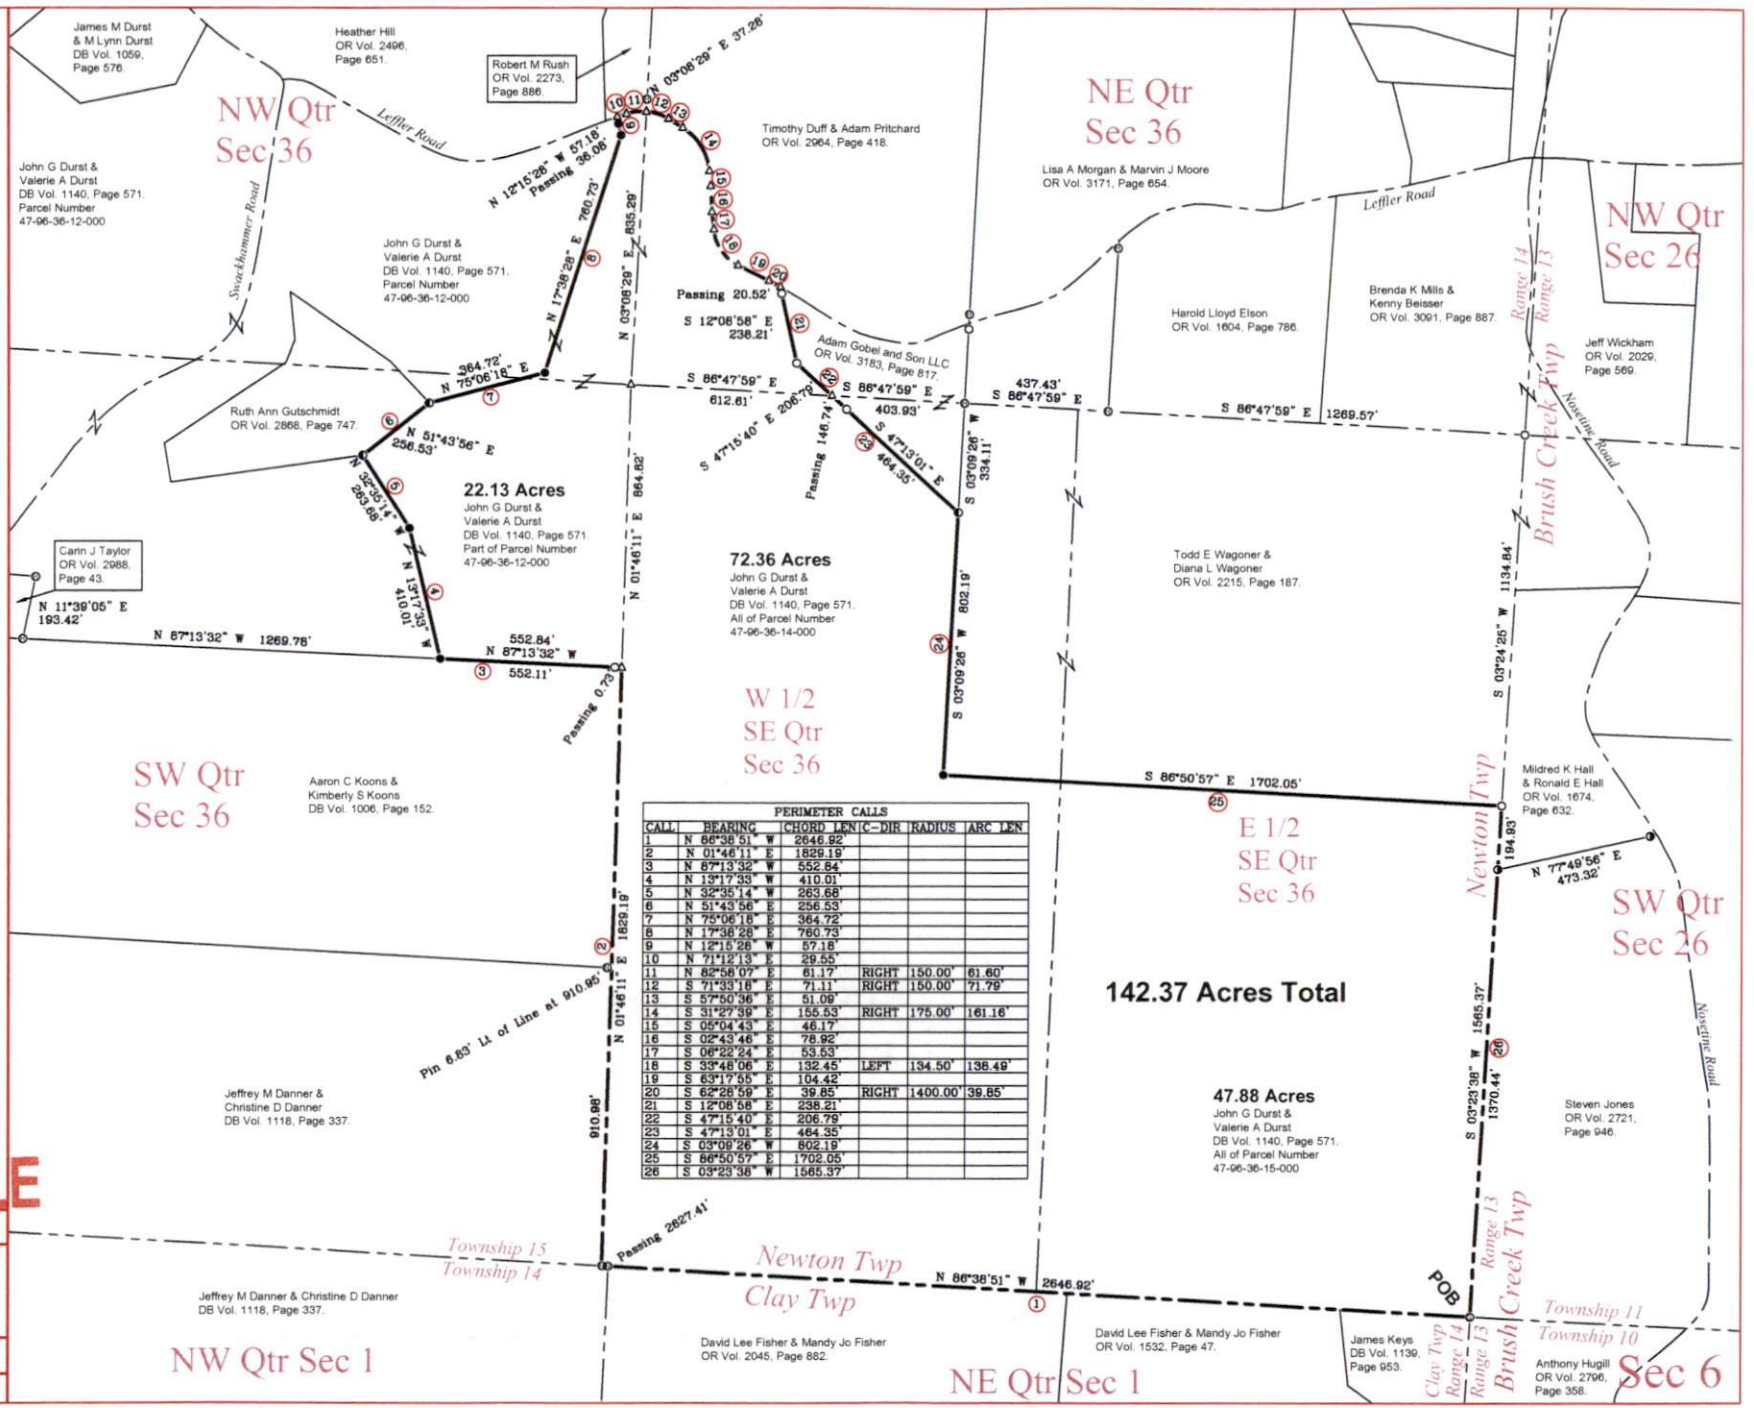 James M Durst
& M Lynn Durst
DB Vol. 1059,
Page 576.
Heather Hill
OR Vol. 2496,
Page 651.
Robert M Rush
OR Vol. 2273,
Page 886.
N 03°08'29" E 37.28'
NW Qtr
Sec 36
Leffler Road
NE Qtr
Sec 36
Timothy Duff & Adam Pritchard
OR Vol. 2964, Page 418.
Lisa A Morgan & Marvin J Moore
OR Vol. 3171, Page 654.
Leffler Road
NW Qtr
Sec 26
John G Durst &
Valerie A Durst
DB Vol. 1140, Page 571.
Parcel Number
47-96-36-12-000
Swackhammer Road
N 12°15'28" W 57.18'
Passing 36.08'
John G Durst &
Valerie A Durst
DB Vol. 1140, Page 571.
Parcel Number
47-96-36-12-000
N 17°38'28" E 760.73'
N 03°08'29" E 835.29'
8
9
10
11
12
13
14
15
16
17
18
19
20
Passing 20.52'
S 12°08'58" E
238.21'
21
Adam Gobel and Son LLC
OR Vol. 3183, Page 817.
Harold Lloyd Elson
OR Vol. 1604, Page 786.
Brenda K Mills &
Kenny Beisser
OR Vol. 3091, Page 887.
Range 14
Range 13
Jeff Wickham
OR Vol. 2029,
Page 569.
Brush Creek Twp
Nosetine Road
364.72'
N 75°06'18" E
7
S 86°47'59" E
612.61'
22
S 86°47'59" E
403.93'
437.43'
S 86°47'59" E
S 86°47'59" E 1269.57'
Ruth Ann Gutschmidt
OR Vol. 2868, Page 747.
6
N 51°43'56" E
256.53'
S 47°15'40" E 206.79'
Passing 146.74'
23
S 47°13'01" E
464.35'
S 03°09'26" W
334.11'
N 32°35'14" W
263.68'
5
22.13 Acres
John G Durst &
Valerie A Durst
DB Vol. 1140, Page 571.
Part of Parcel Number
47-96-36-12-000
N 01°46'11" E 864.82'
72.36 Acres
John G Durst &
Valerie A Durst
DB Vol. 1140, Page 571.
All of Parcel Number
47-96-36-14-000
Todd E Wagoner &
Diana L Wagoner
OR Vol. 2215, Page 187.
S 03°24'25" W 1134.84'
Carin J Taylor
OR Vol. 2988,
Page 43.
N 11°39'05" E
193.42'
N 13°17'33" W
410.01'
4
N 87°13'32" W 1269.78'
552.84'
N 87°13'32" W
552.11'
3
Passing 0.73'
24
S 03°09'26" W 802.19'
W 1/2
SE Qtr
Sec 36
SW Qtr
Sec 36
Aaron C Koons &
Kimberly S Koons
DB Vol. 1006, Page 152.
S 86°50'57" E 1702.05'
25
E 1/2
SE Qtr
Sec 36
Newton Twp
Mildred K Hall
& Ronald E Hall
OR Vol. 1674,
Page 632.
194.93'
N 77°49'56" E
473.32'
SW Qtr
Sec 26
PERIMETER CALLS
CALL BEARING CHORD LEN C-DIR RADIUS ARC LEN
1 N 86°38'51" W 2646.92'
2 N 01°46'11" E 1829.19'
3 N 87°13'32" W 552.84'
4 N 13°17'33" W 410.01'
5 N 32°35'14" W 263.68'
6 N 51°43'56" E 256.53'
7 N 75°06'18" E 364.72'
8 N 17°38'28" E 760.73'
9 N 12°15'28" W 57.18'
10 N 71°12'13" E 29.55'
11 N 82°58'07" E 61.17' RIGHT 150.00' 61.60'
12 S 71°33'18" E 71.11' RIGHT 150.00' 71.79'
13 S 57°50'36" E 51.09'
14 S 31°27'39" E 155.53' RIGHT 175.00' 161.16'
15 S 05°04'43" E 46.17'
16 S 02°43'46" E 78.92'
17 S 06°22'24" E 53.53'
18 S 33°48'06" E 132.45' LEFT 134.50' 138.49'
19 S 63°17'55" E 104.42'
20 S 62°28'59" E 39.85' RIGHT 1400.00' 39.85'
21 S 12°08'58" E 238.21'
22 S 47°15'40" E 206.79'
23 S 47°13'01" E 464.35'
24 S 03°09'26" W 802.19'
25 S 86°50'57" E 1702.05'
26 S 03°23'38" W 1565.37'
2
N 01°46'11" E 1829.19'
Pin 6.83' Lt of Line at 910.95'
910.98'
142.37 Acres Total
S 03°23'38" W 1565.37'
1370.44'
26
Nosetine Road
Jeffrey M Danner &
Christine D Danner
DB Vol. 1118, Page 337.
47.88 Acres
John G Durst &
Valerie A Durst
DB Vol. 1140, Page 571.
All of Parcel Number
47-96-36-15-000
Steven Jones
OR Vol. 2721,
Page 946.
E
Township 15
Township 14
Passing 2627.41'
Newton Twp
Clay Twp
N 86°38'51" W 2646.92'
1
POB
Range 13
Brush Creek Twp
Township 11
Township 10
Jeffrey M Danner & Christine D Danner
DB Vol. 1118, Page 337.
NW Qtr Sec 1
David Lee Fisher & Mandy Jo Fisher
OR Vol. 2045, Page 882.
NE Qtr Sec 1
David Lee Fisher & Mandy Jo Fisher
OR Vol. 1532, Page 47.
James Keys
DB Vol. 1139,
Page 953.
Clay Twp
Range 14
Range 13
Anthony Hugill
OR Vol. 2796,
Page 358.
Sec 6